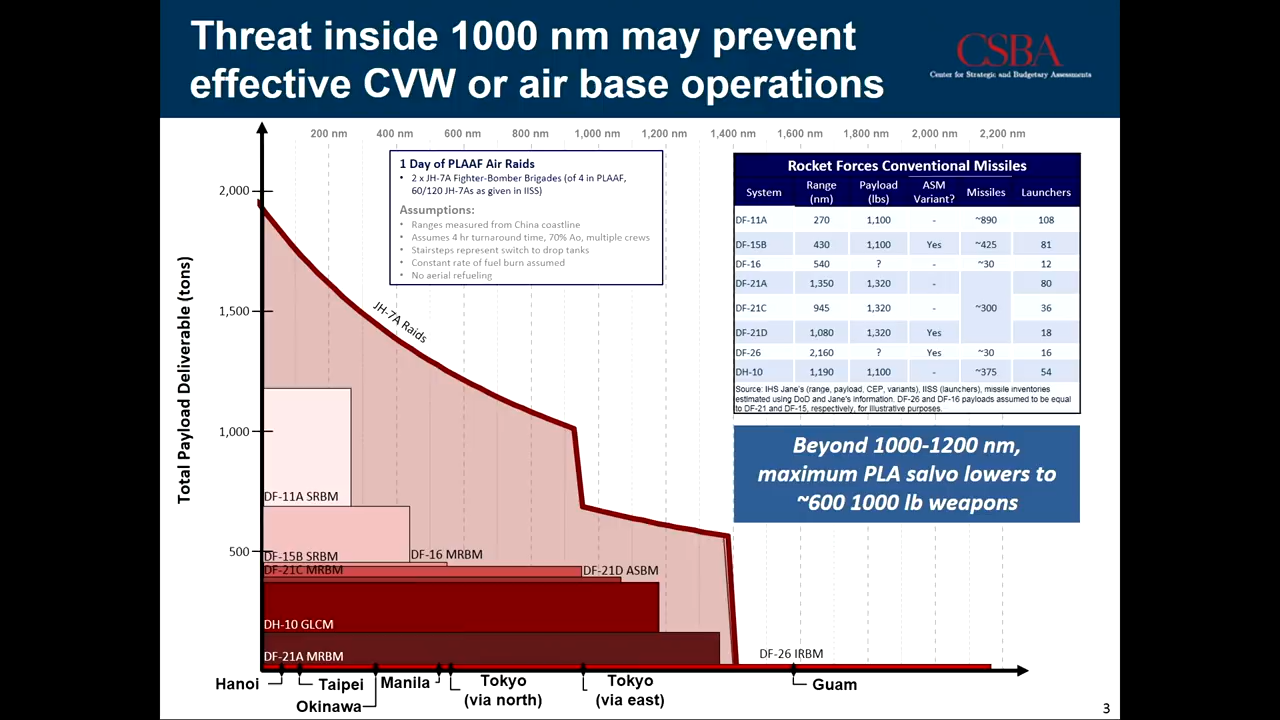 Threat inside 1000 nm may prevent
effective CVW or air base operations
CSBA
Center for Strategic and Budgetary Assessments
200 nm 400 nm 600 nm 800 nm 1,000 nm 1,200 nm 1,400 nm 1,600 nm 1,800 nm 2,000 nm 2,200 nm
Total Payload Deliverable (tons)
2,000
1,500
1,000
500
1 Day of PLAAF Air Raids
• 2 x JH-7A Fighter-Bomber Brigades (of 4 in PLAAF,
60/120 JH-7As as given in IISS)
Assumptions:
• Ranges measured from China coastline
• Assumes 4 hr turnaround time, 70% Ao, multiple crews
• Stairsteps represent switch to drop tanks
• Constant rate of fuel burn assumed
• No aerial refueling
JH-7A Raids
Rocket Forces Conventional Missiles
System Range (nm) Payload (lbs) ASM Variant? Missiles Launchers
DF-11A 270 1,100 - ~890 108
DF-15B 430 1,100 Yes ~425 81
DF-16 540 ? - ~30 12
DF-21A 1,350 1,320 - 80
DF-21C 945 1,320 - ~300 36
DF-21D 1,080 1,320 Yes 18
DF-26 2,160 ? Yes ~30 16
DH-10 1,190 1,100 - ~375 54
Source: IHS Jane's (range, payload, CEP, variants), IISS (launchers), missile inventories
estimated using DoD and Jane's information. DF-26 and DF-16 payloads assumed to be equal
to DF-21 and DF-15, respectively, for illustrative purposes.
Beyond 1000-1200 nm,
maximum PLA salvo lowers to
~600 1000 lb weapons
DF-11A SRBM
DF-15B SRBM
DF-16 MRBM
DF-21C MRBM
DF-21D ASBM
DH-10 GLCM
DF-21A MRBM
DF-26 IRBM
Hanoi
Taipei
Okinawa
Manila
Tokyo
(via north)
Tokyo
(via east)
Guam
3